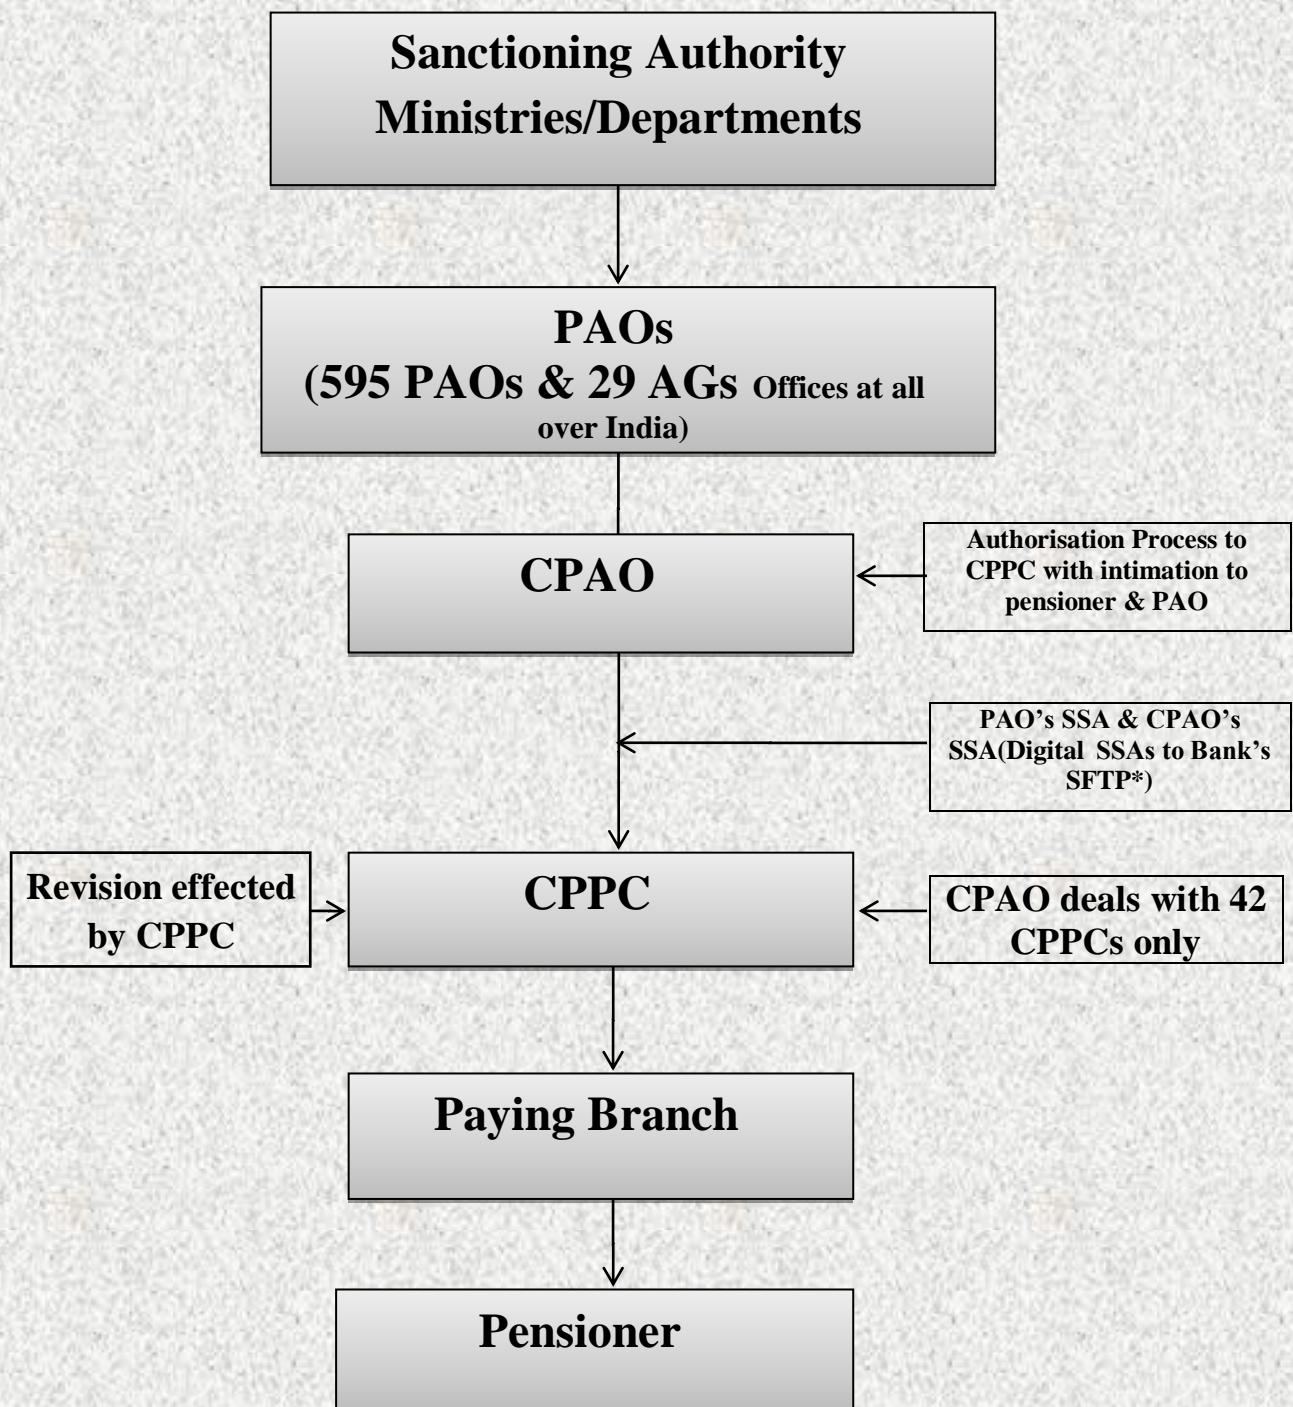 Sanctioning Authority
Ministries/Departments
PAOs
(595 PAOs & 29 AGs Offices at all
over India)
CPAO
Authorisation Process to
CPPC with intimation to
pensioner & PAO
PAO’s SSA & CPAO’s
SSA(Digital SSAs to Bank’s
SFTP*)
Revision effected
by CPPC
CPPC
CPAO deals with 42
CPPCs only
Paying Branch
Pensioner